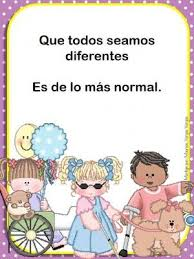 Que todos seamos
diferentes
Es de lo más normal.